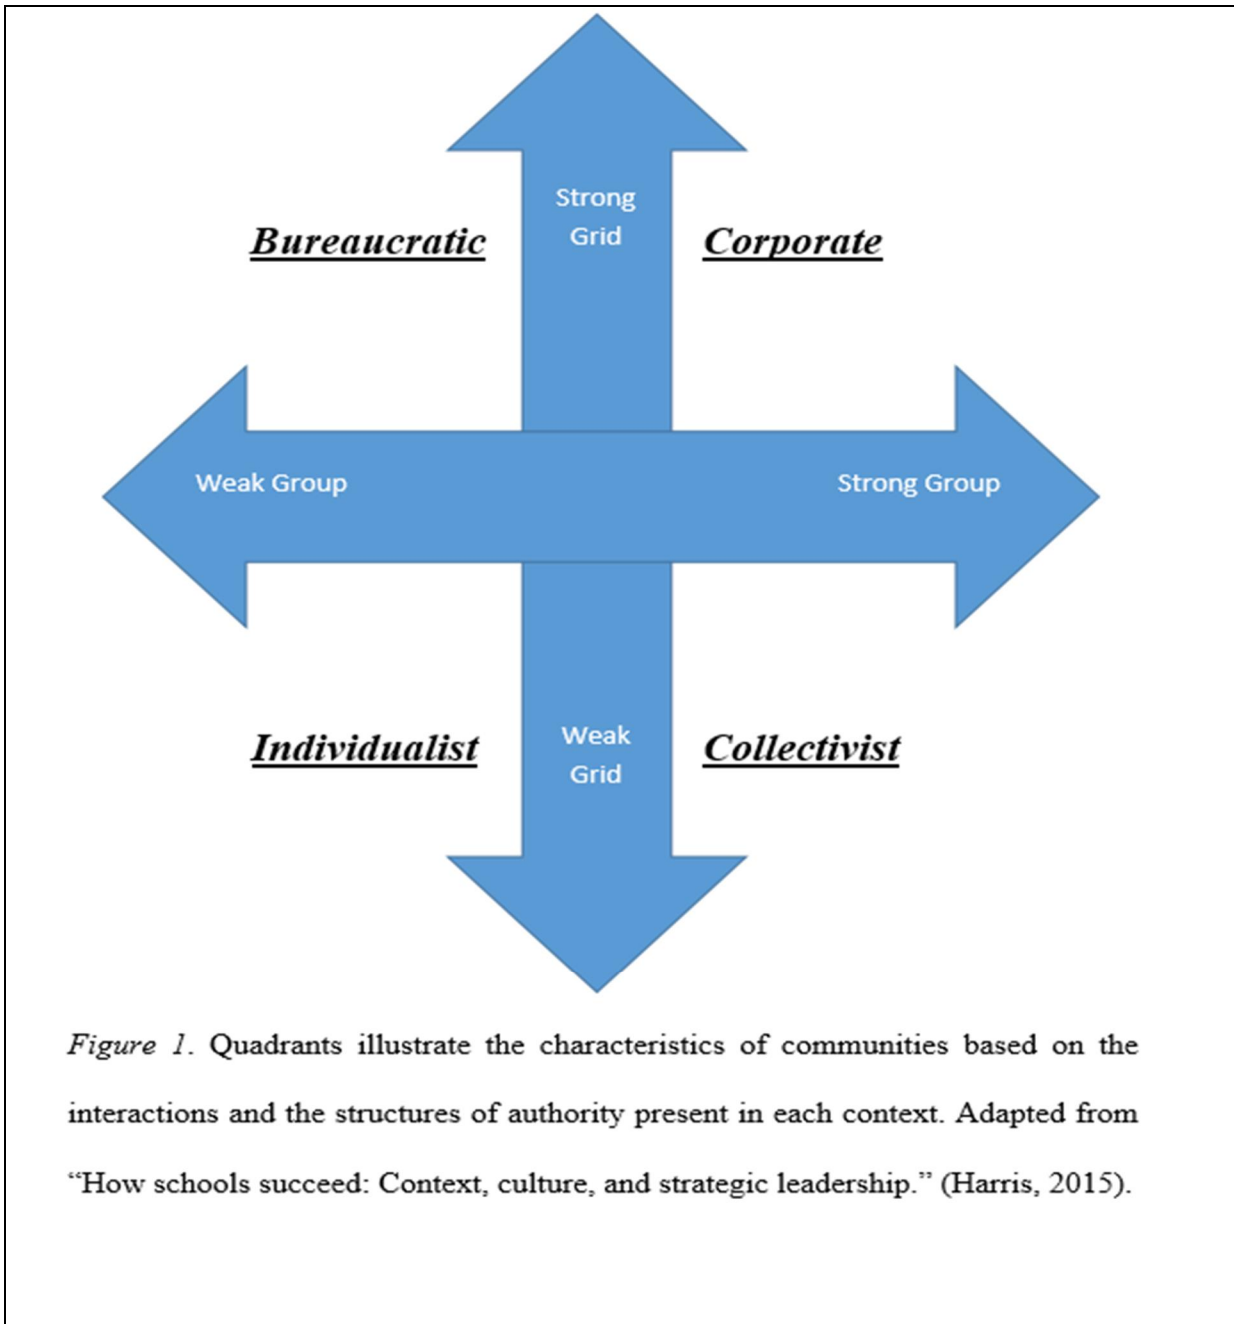 Strong
Grid
Bureaucratic
Corporate
Weak Group
Strong Group
Individualist
Weak
Grid
Collectivist
Figure 1. Quadrants illustrate the characteristics of communities based on the
interactions and the structures of authority present in each context. Adapted from
“How schools succeed: Context, culture, and strategic leadership.” (Harris, 2015).